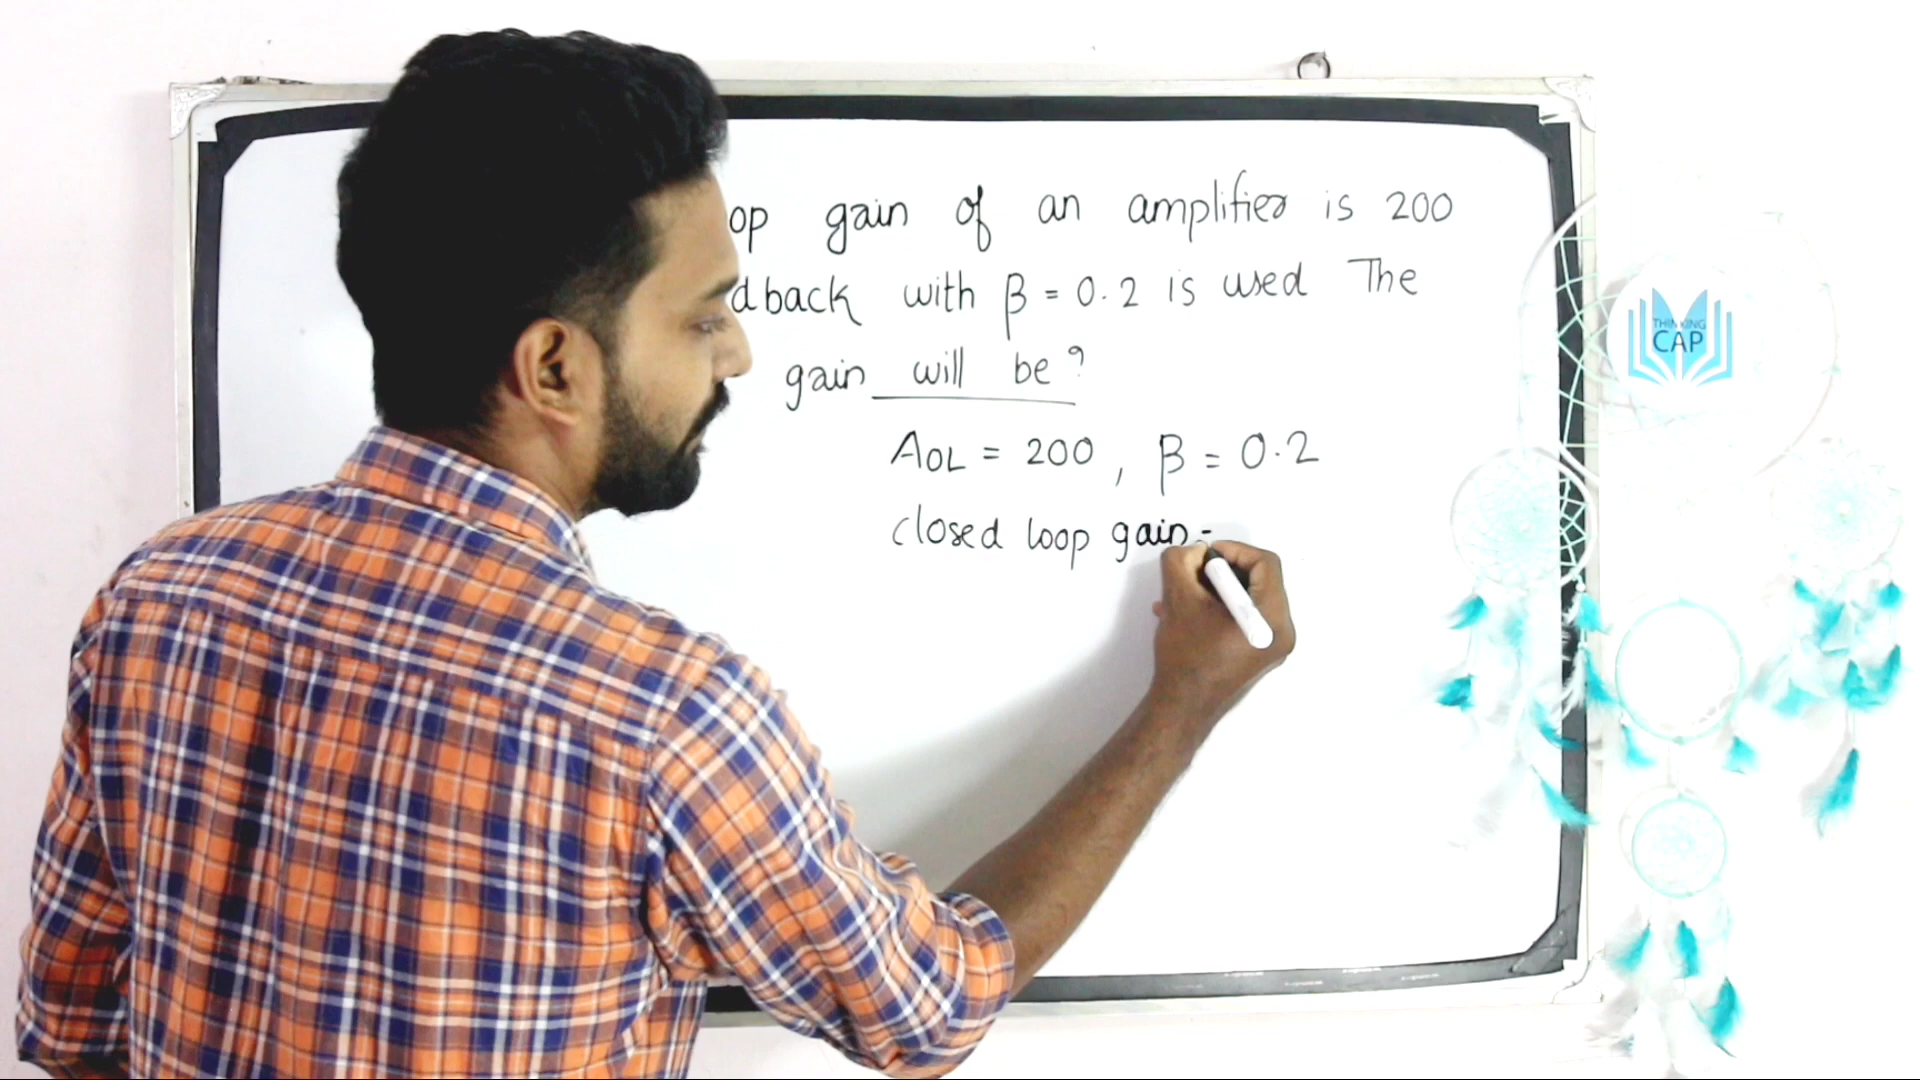 op gain of an amplifier is 200
dback with β = 0.2 is used The
gain will be?
AOL = 200 , β = 0.2
closed loop gain =
THINKING
CAP